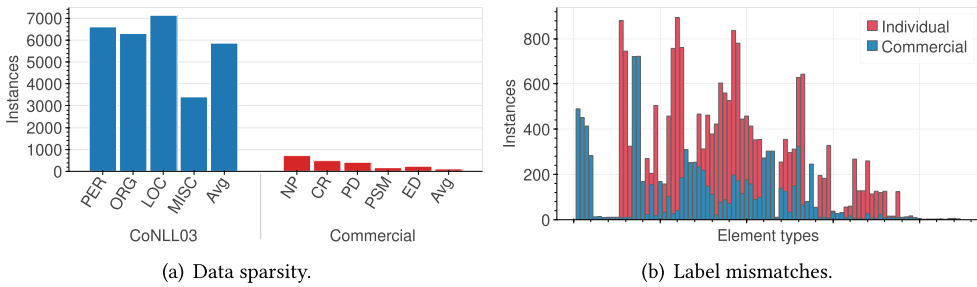 Instances
7000
6000
5000
4000
3000
2000
1000
0
PER ORG LOC MISC Avg NP CR PD PSM ED Avg
CoNLL03 Commercial
(a) Data sparsity.
Instances
800
600
400
200
0
Individual
Commercial
Element types
(b) Label mismatches.